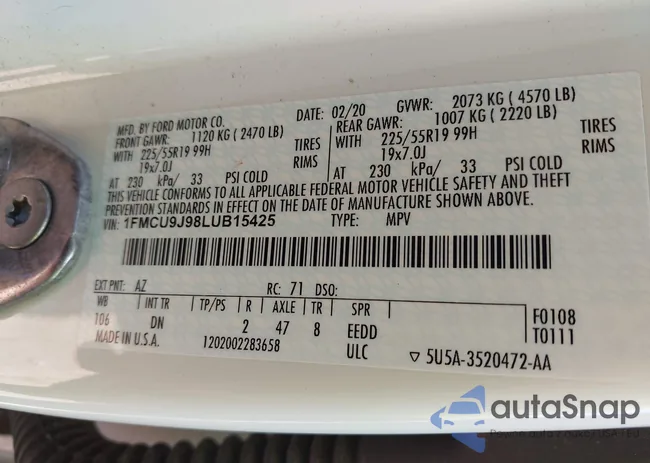 MFD. BY FORD MOTOR CO. DATE: 02/20 GVWR: 2073 KG ( 4570 LB)
FRONT GAWR: 1120 KG ( 2470 LB) REAR GAWR: 1007 KG ( 2220 LB)
WITH 225/55R19 99H TIRES WITH 225/55R19 99H TIRES
19x7.0J RIMS 19x7.0J RIMS
AT 230 kPa/ 33 PSI COLD AT 230 kPa/ 33 PSI COLD
THIS VEHICLE CONFORMS TO ALL APPLICABLE FEDERAL MOTOR VEHICLE SAFETY AND THEFT
PREVENTION STANDARDS IN EFFECT ON THE DATE OF MANUFACTURE SHOWN ABOVE.
VIN: 1FMCU9J98LUB15425 TYPE: MPV
EXT PNT: AZ RC: 71 DSO:
WB INT TR TP/PS R AXLE TR SPR F0108
106 DN 2 47 8 EEDD T0111
MADE IN U.S.A. 1202002283658 ULC ▽ 5U5A-3520472-AA
autaSnap